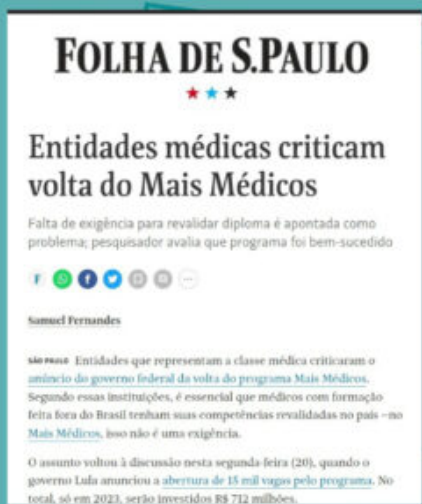 FOLHA DE S.PAULO
Entidades médicas criticam
volta do Mais Médicos
Falta de exigência para revalidar diploma é apontada como
problema; pesquisador avalia que programa foi bem-sucedido
Samuel Fernandes
SÃO PAULO Entidades que representam a classe médica criticaram o
anúncio do governo federal da volta do programa Mais Médicos.
Segundo essas instituições, é essencial que médicos com formação
feita fora do Brasil tenham suas competências revalidadas no país —no
Mais Médicos, isso não é uma exigência.
O assunto voltou à discussão nesta segunda-feira (20), quando o
governo Lula anunciou a abertura de 15 mil vagas pelo programa. No
total, só em 2023, serão investidos R$ 712 milhões.